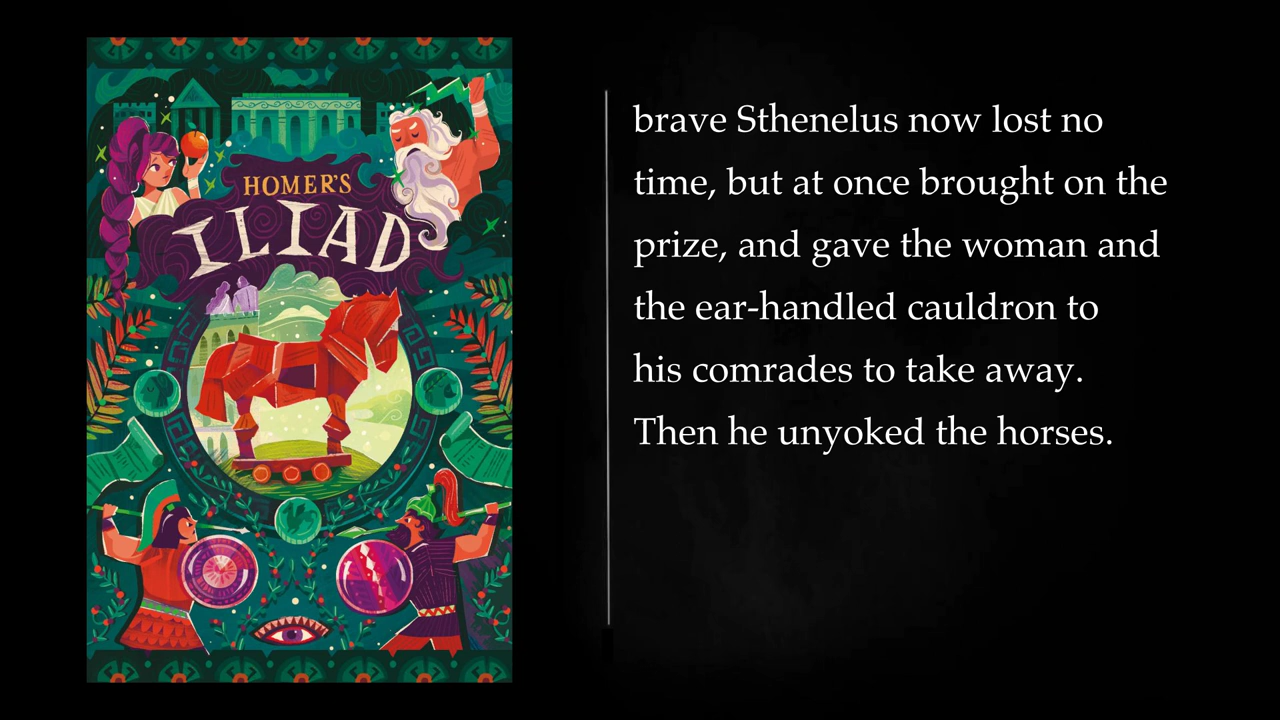 HOMER'S
ILIAD
brave Sthenelus now lost no
time, but at once brought on the
prize, and gave the woman and
the ear-handled cauldron to
his comrades to take away.
Then he unyoked the horses.